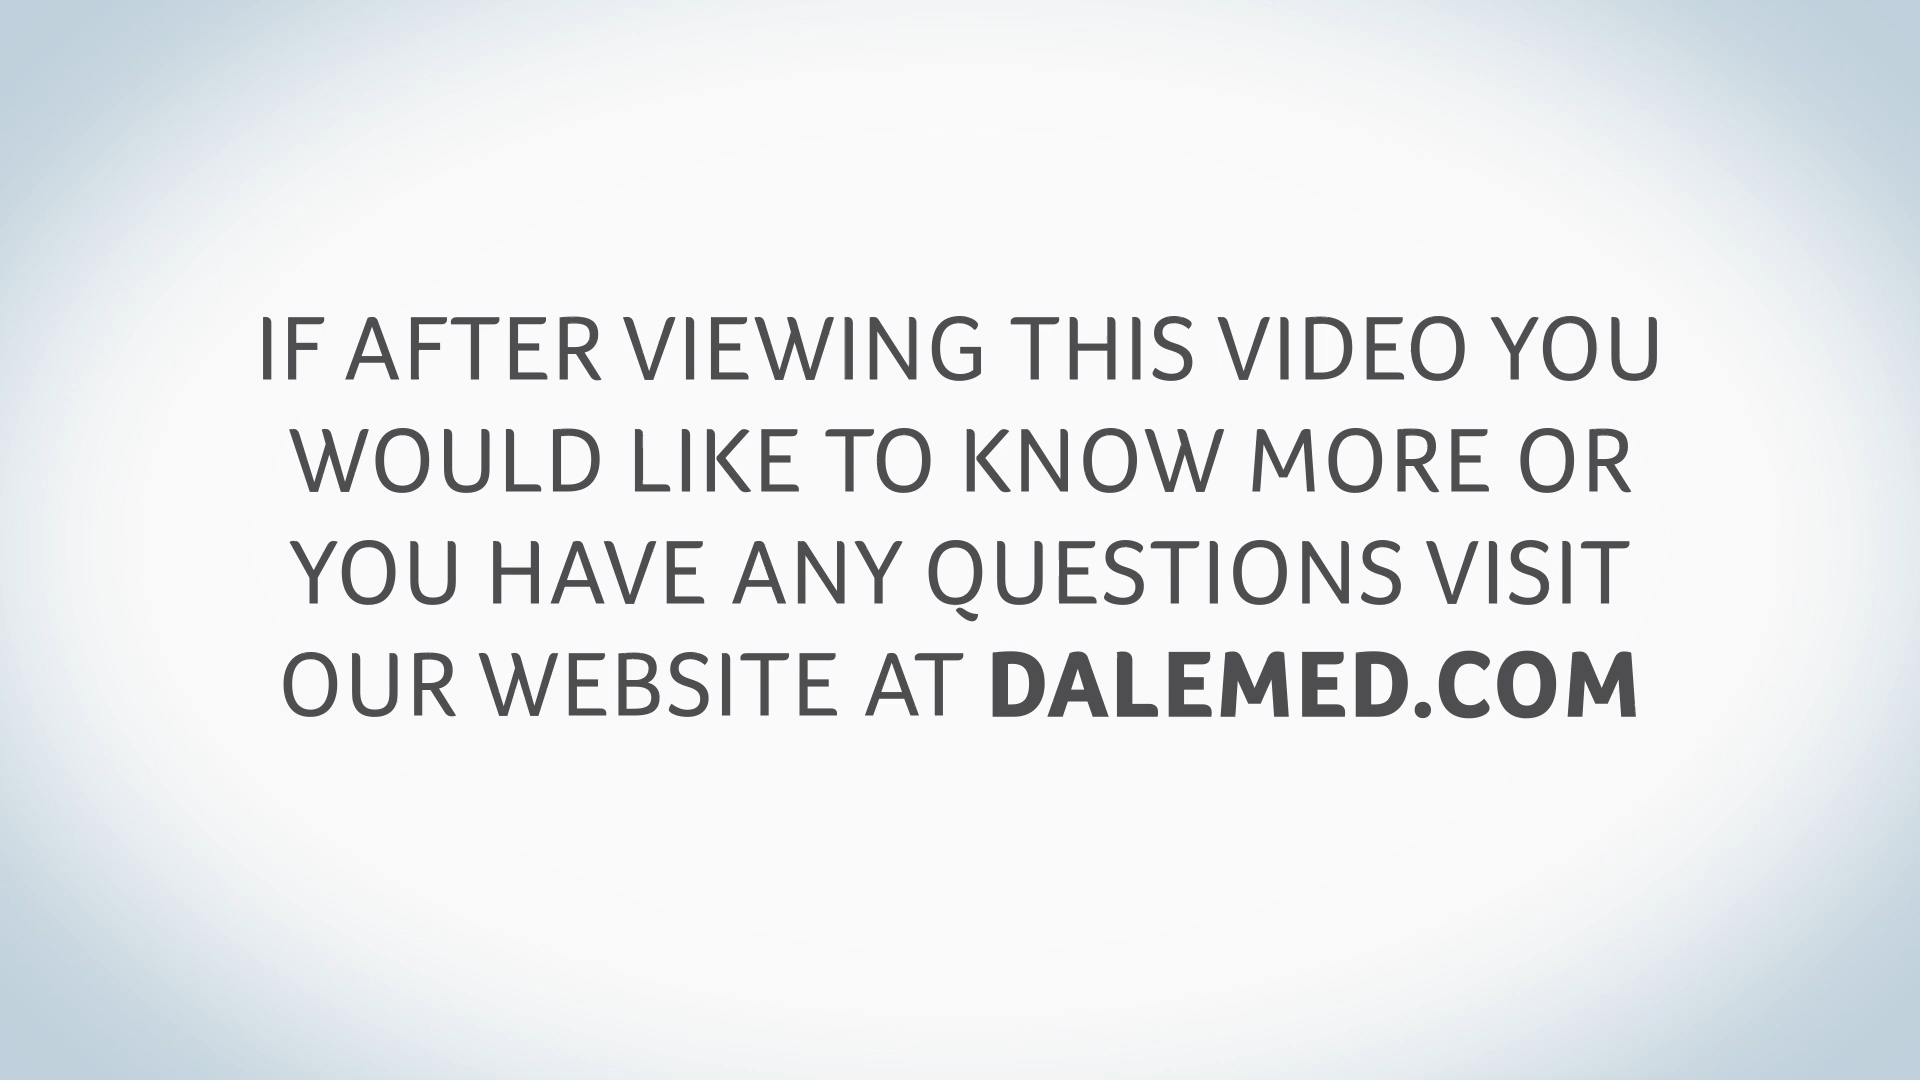 IF AFTER VIEWING THIS VIDEO YOU
WOULD LIKE TO KNOW MORE OR
YOU HAVE ANY QUESTIONS VISIT
OUR WEBSITE AT DALEMED.COM